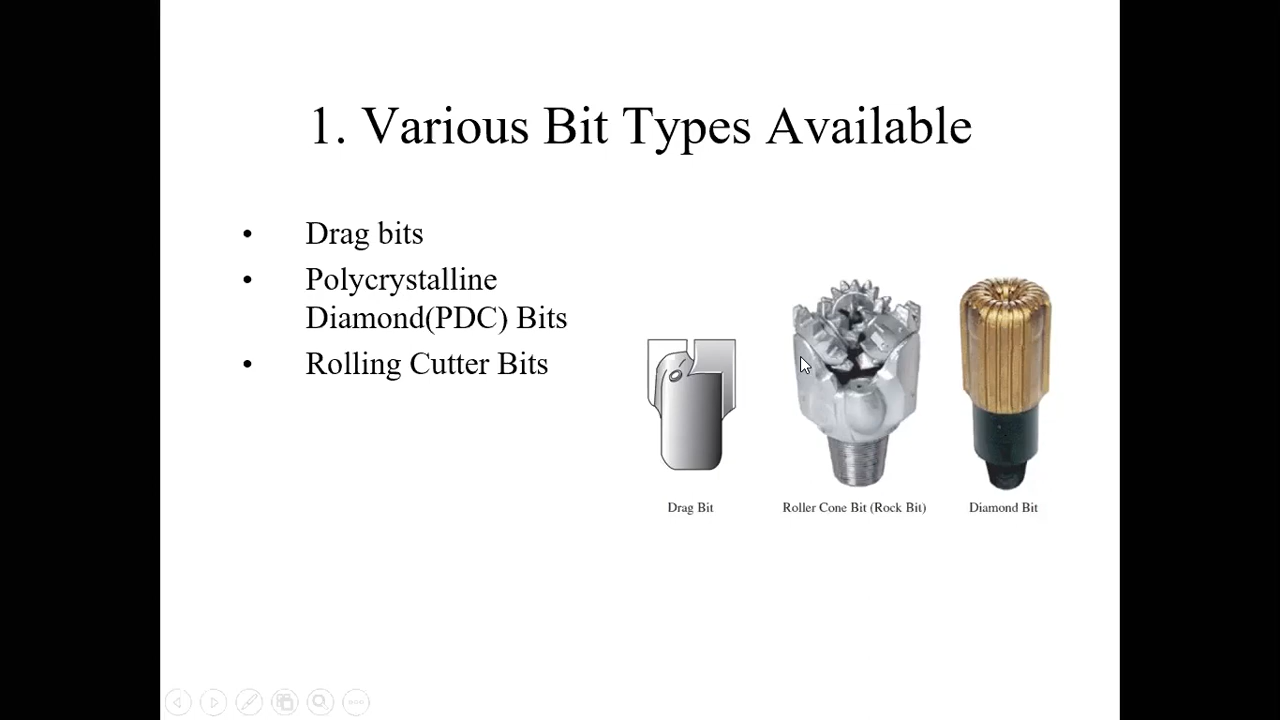 1. Various Bit Types Available
• Drag bits
• Polycrystalline
Diamond(PDC) Bits
• Rolling Cutter Bits
Drag Bit
Roller Cone Bit (Rock Bit)
Diamond Bit